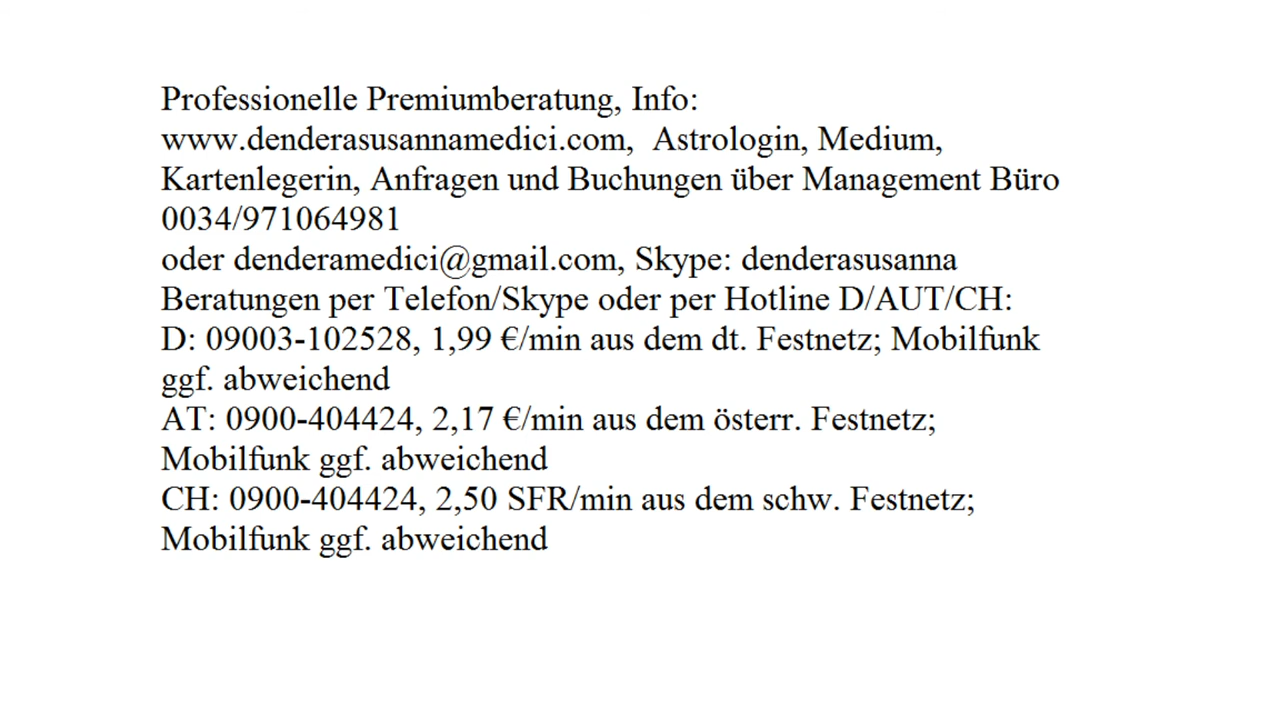 Professionelle Premiumberatung, Info:
www.denderasusannamedici.com,  Astrologin, Medium,
Kartenlegerin, Anfragen und Buchungen über Management Büro
0034/971064981
oder denderamedici@gmail.com, Skype: denderasusanna
Beratungen per Telefon/Skype oder per Hotline D/AUT/CH:
D: 09003-102528, 1,99 €/min aus dem dt. Festnetz; Mobilfunk
ggf. abweichend
AT: 0900-404424, 2,17 €/min aus dem österr. Festnetz;
Mobilfunk ggf. abweichend
CH: 0900-404424, 2,50 SFR/min aus dem schw. Festnetz;
Mobilfunk ggf. abweichend